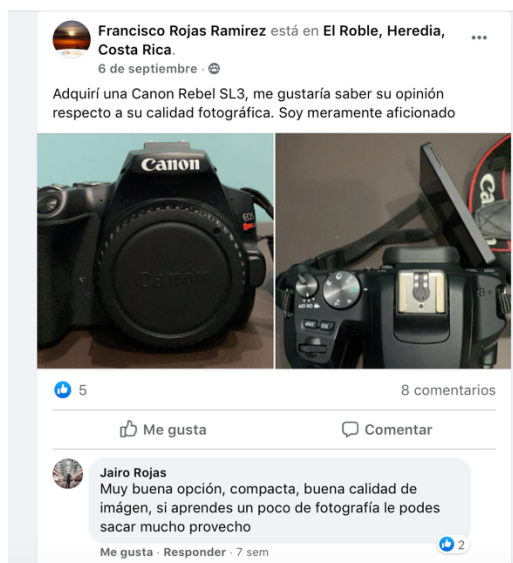 Francisco Rojas Ramirez está en El Roble, Heredia,
Costa Rica.
6 de septiembre ·
Adquirí una Canon Rebel SL3, me gustaría saber su opinión
respecto a su calidad fotográfica. Soy meramente aficionado
Canon
EOS
Canon
5
8 comentarios
Me gusta
Comentar
Jairo Rojas
Muy buena opción, compacta, buena calidad de
imágen, si aprendes un poco de fotografía le podes
sacar mucho provecho
Me gusta · Responder · 7 sem
2